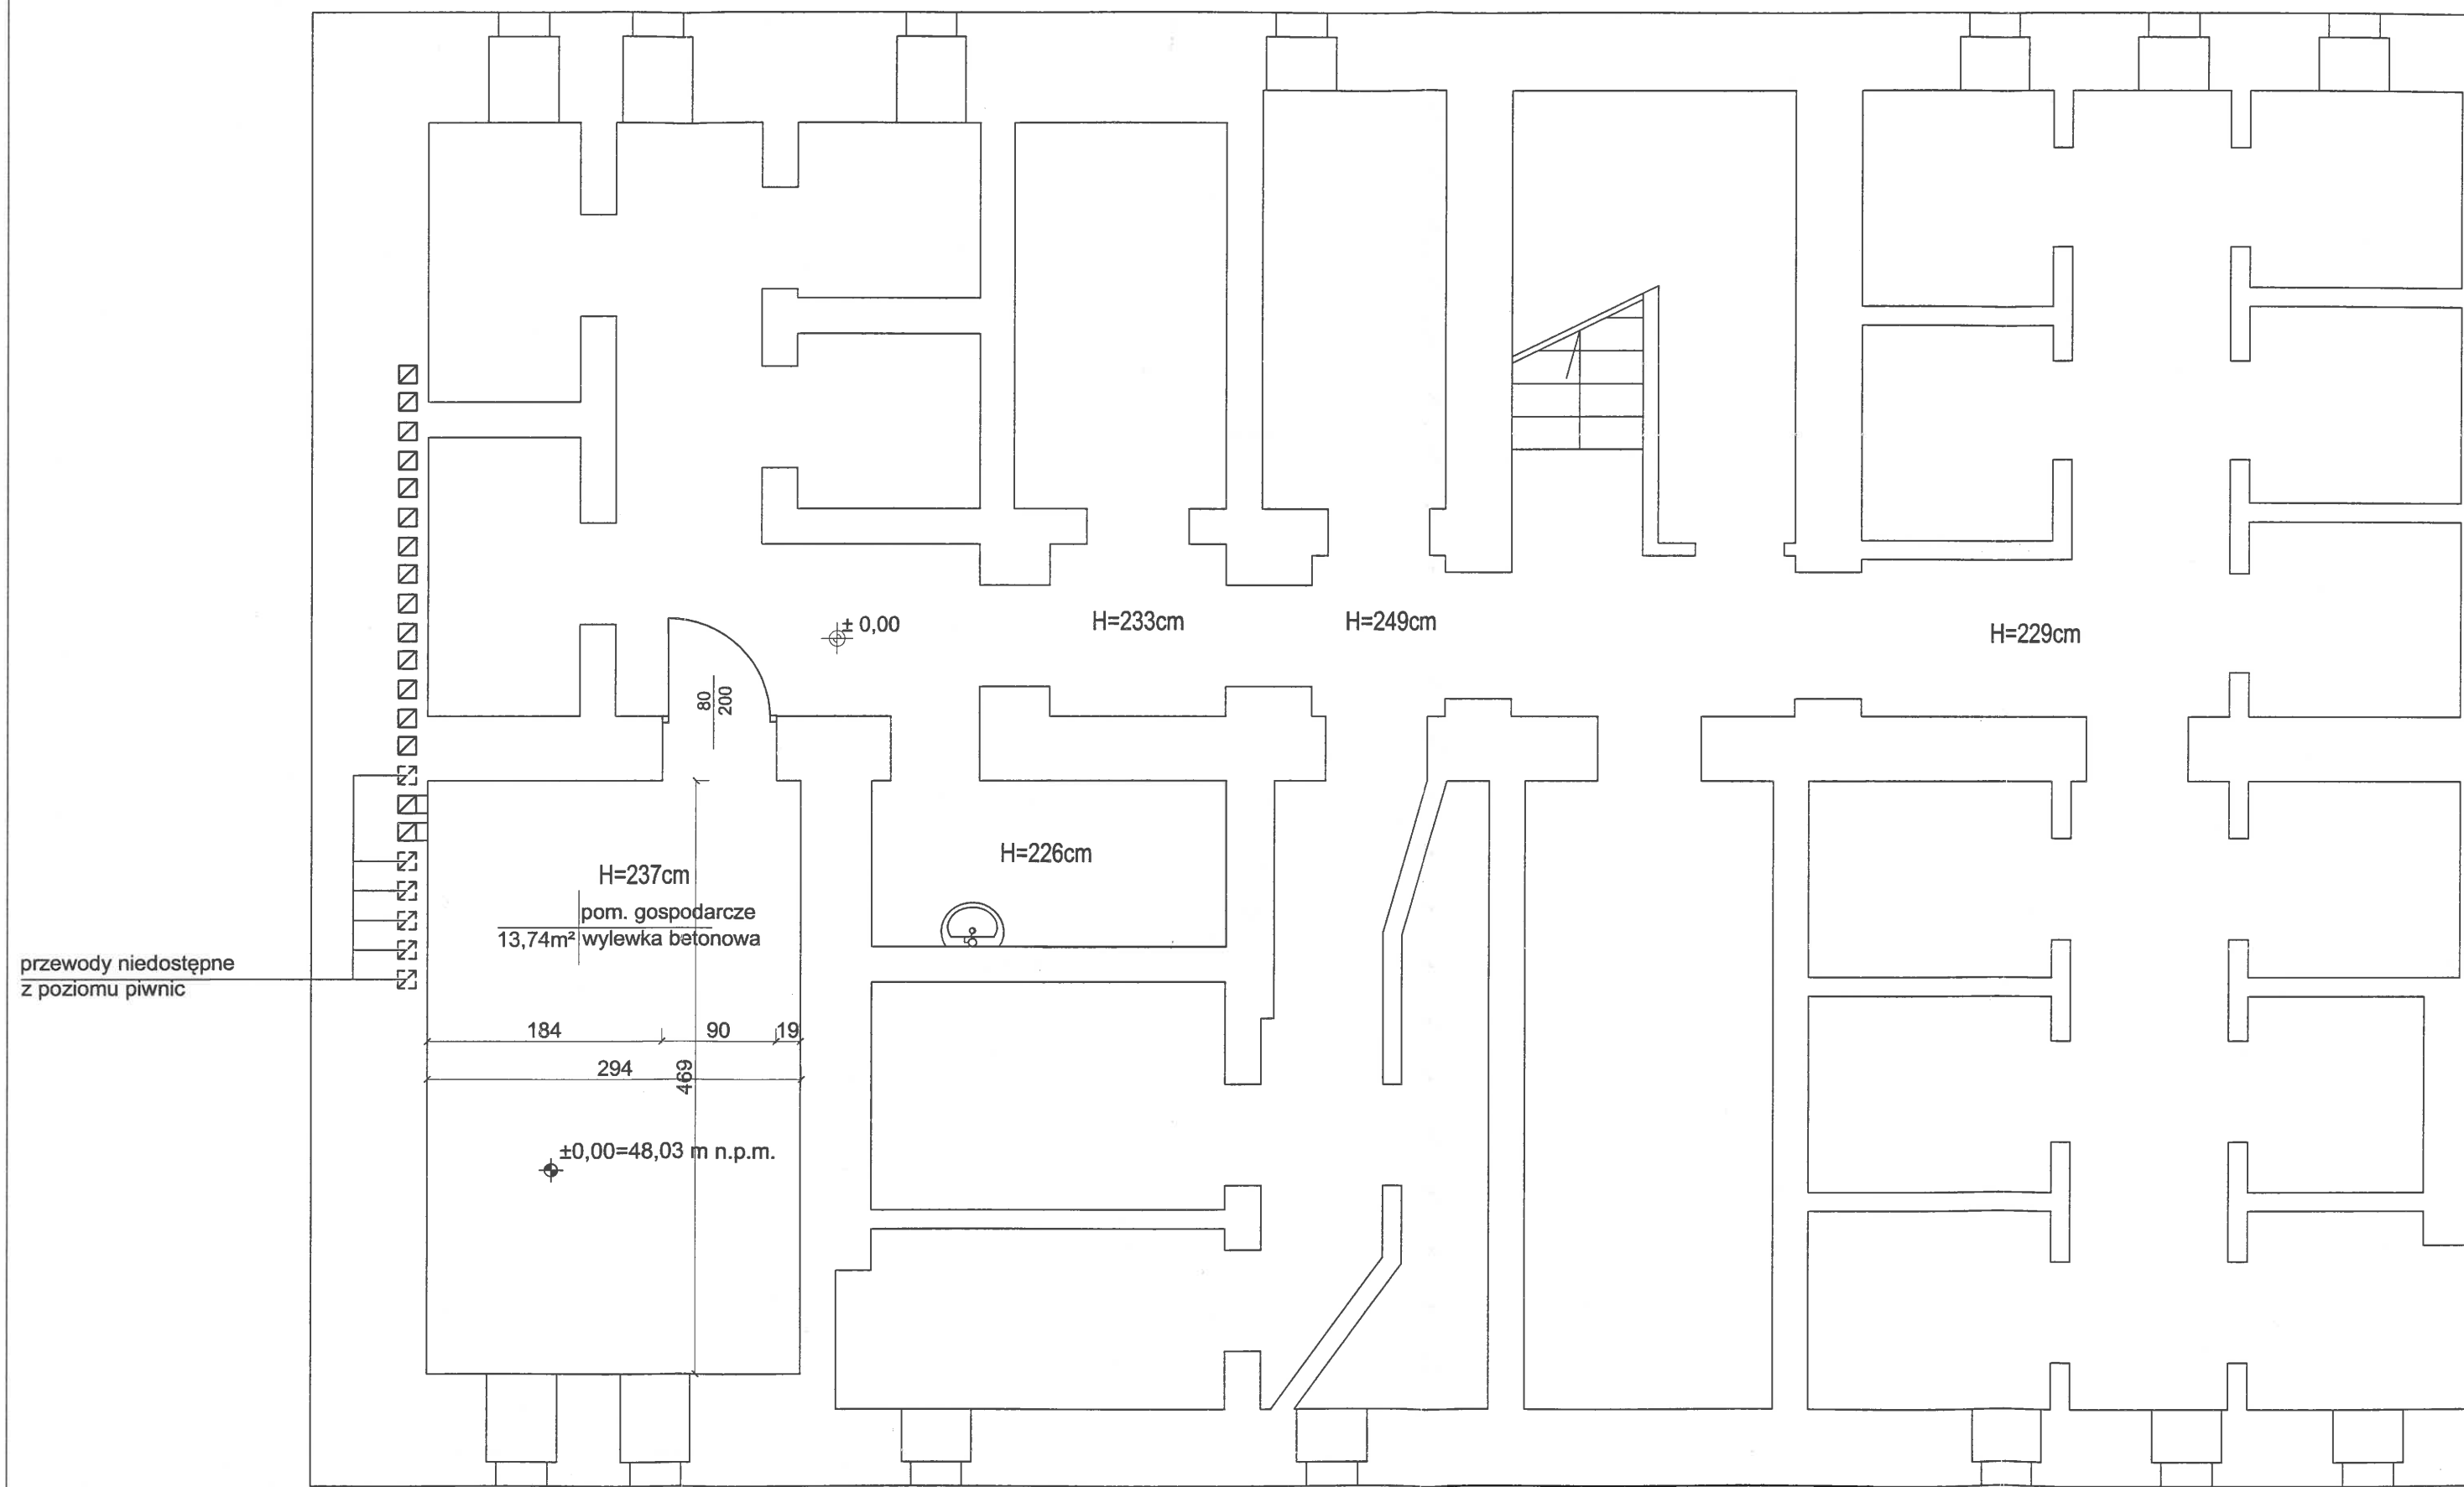 ± 0,00
H=233cm
H=249cm
H=229cm
80
200
H=226cm
H=237cm
pom. gospodarcze
13,74m² wylewka betonowa
przewody niedostępne
z poziomu piwnic
184
90
19
294
469
±0,00=48,03 m n.p.m.